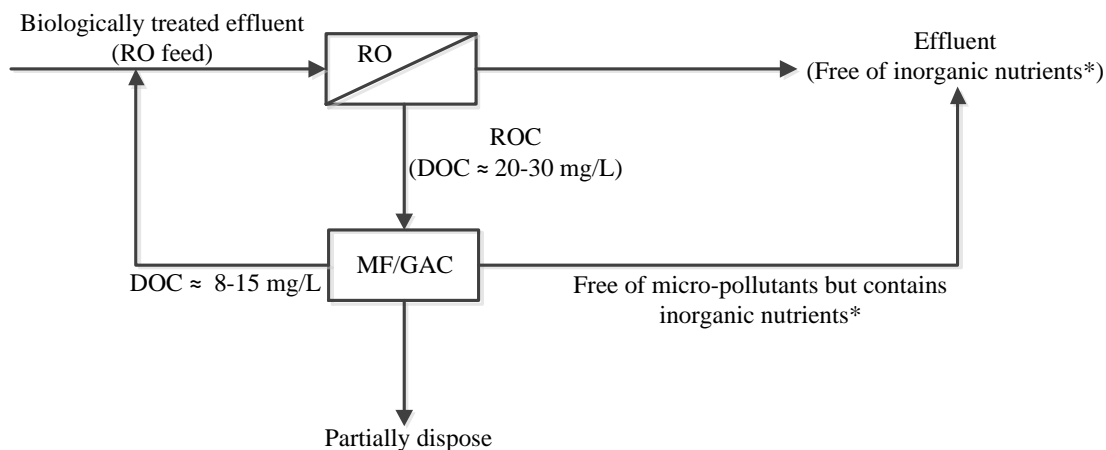 Biologically treated effluent
(RO feed)
RO
Effluent
(Free of inorganic nutrients*)
ROC
(DOC ≈ 20-30 mg/L)
MF/GAC
DOC ≈ 8-15 mg/L
Free of micro-pollutants but contains
inorganic nutrients*
Partially dispose